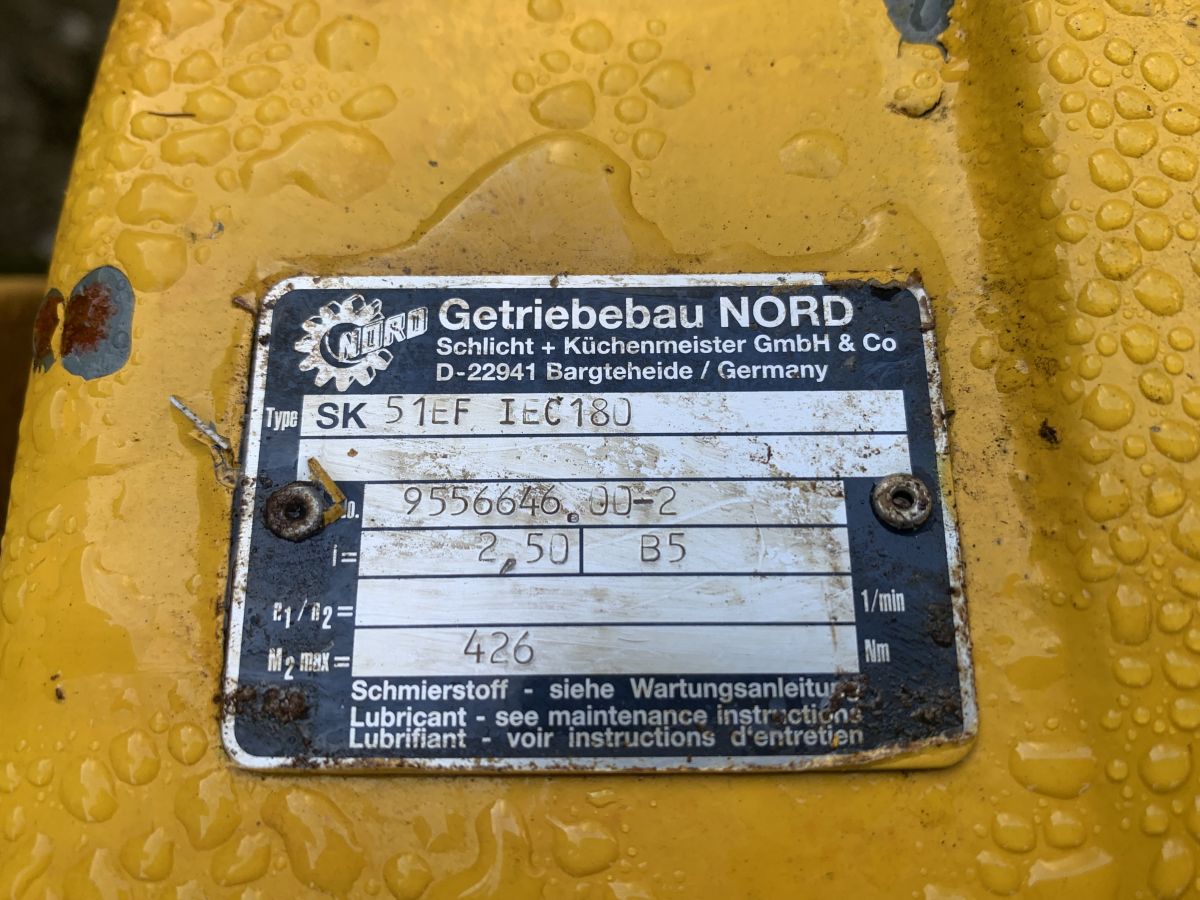 NORD
Getriebebau NORD
Schlicht + Küchenmeister GmbH & Co
D-22941 Bargteheide / Germany
Type SK 51EF IEC180
9556646.00-2
i= 2,50 B5
n₁/n₂= 1/min
M₂ max= 426 Nm
Schmierstoff - siehe Wartungsanleitung
Lubricant - see maintenance instructions
Lubrifiant - voir instructions d'entretien